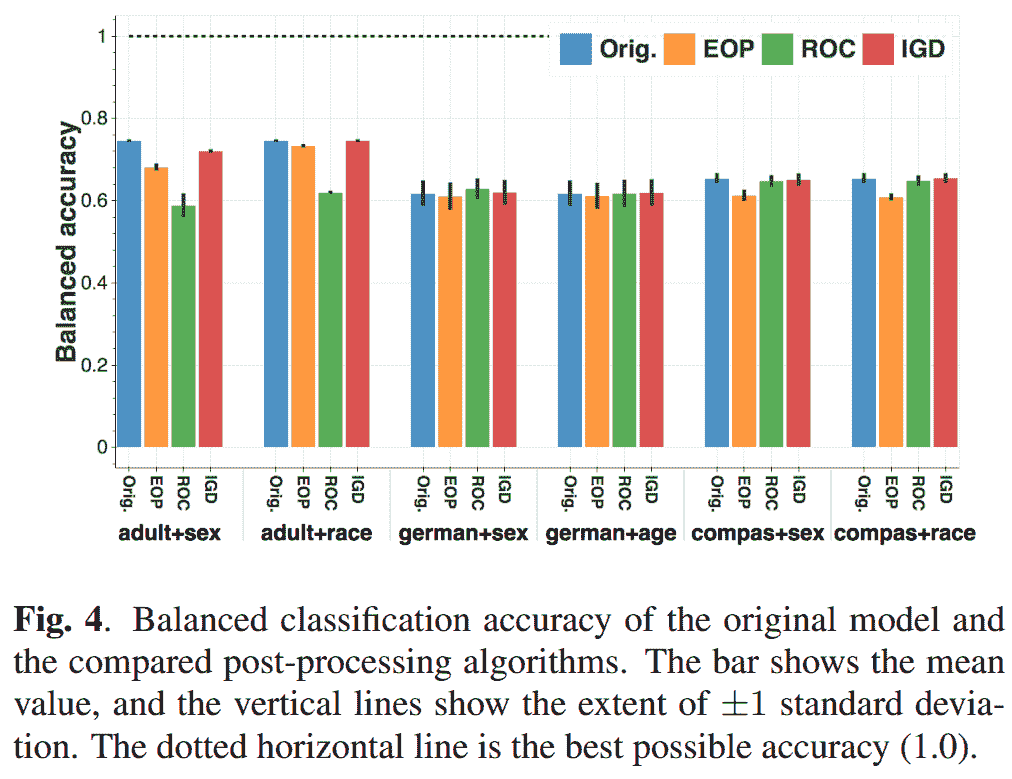 1
0.8
0.6
0.4
0.2
0
Balanced accuracy
Orig. EOP ROC IGD
Orig. EOP ROC IGD Orig. EOP ROC IGD Orig. EOP ROC IGD Orig. EOP ROC IGD Orig. EOP ROC IGD Orig. EOP ROC IGD
adult+sex adult+race german+sex german+age compas+sex compas+race
Fig. 4. Balanced classification accuracy of the original model and
the compared post-processing algorithms. The bar shows the mean
value, and the vertical lines show the extent of ±1 standard devia-
tion. The dotted horizontal line is the best possible accuracy (1.0).